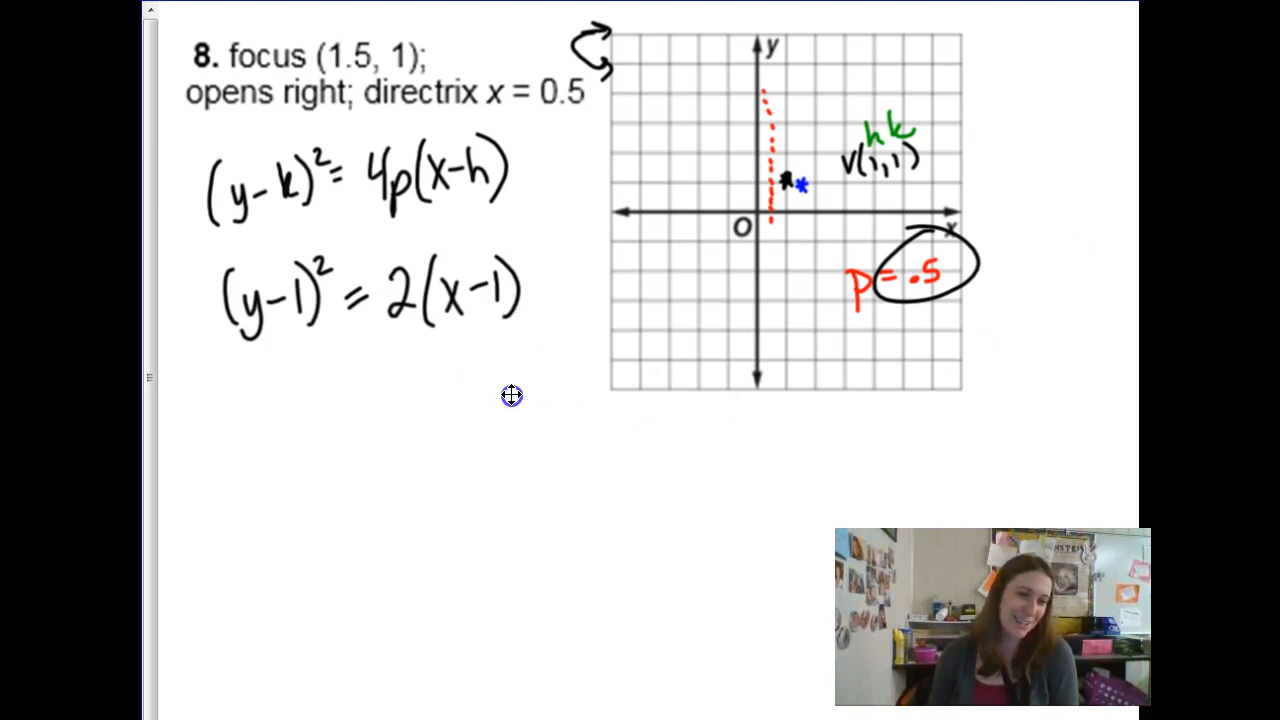 8. focus (1.5, 1);
opens right; directrix x = 0.5
(y-k)²= 4p(x-h)
(y-1)² = 2(x-1)
y
h k
V(1,1)
O
x
p = .5